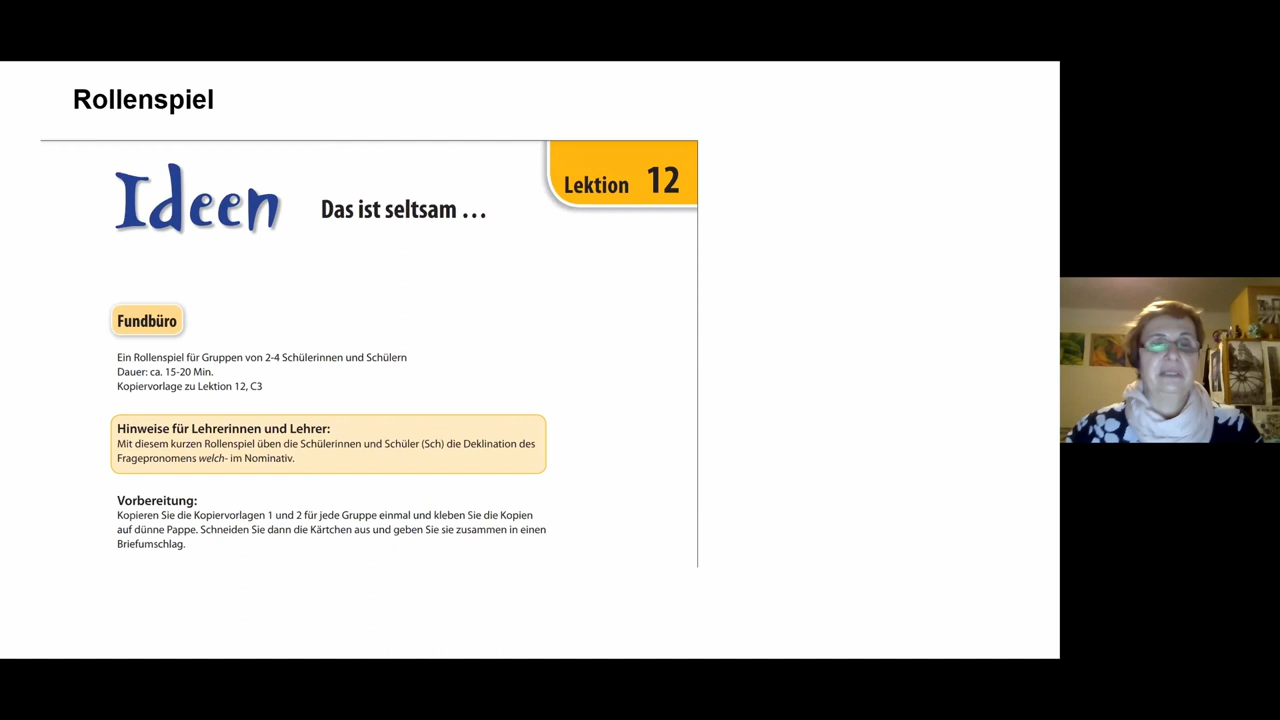 Rollenspiel
Ideen
Das ist seltsam ...
Lektion 12
Fundbüro
Ein Rollenspiel für Gruppen von 2-4 Schülerinnen und Schülern
Dauer: ca. 15-20 Min.
Kopiervorlage zu Lektion 12, C3
Hinweise für Lehrerinnen und Lehrer:
Mit diesem kurzen Rollenspiel üben die Schülerinnen und Schüler (Sch) die Deklination des
Fragepronomens welch- im Nominativ.
Vorbereitung:
Kopieren Sie die Kopiervorlagen 1 und 2 für jede Gruppe einmal und kleben Sie die Kopien
auf dünne Pappe. Schneiden Sie dann die Kärtchen aus und geben Sie sie zusammen in einen
Briefumschlag.